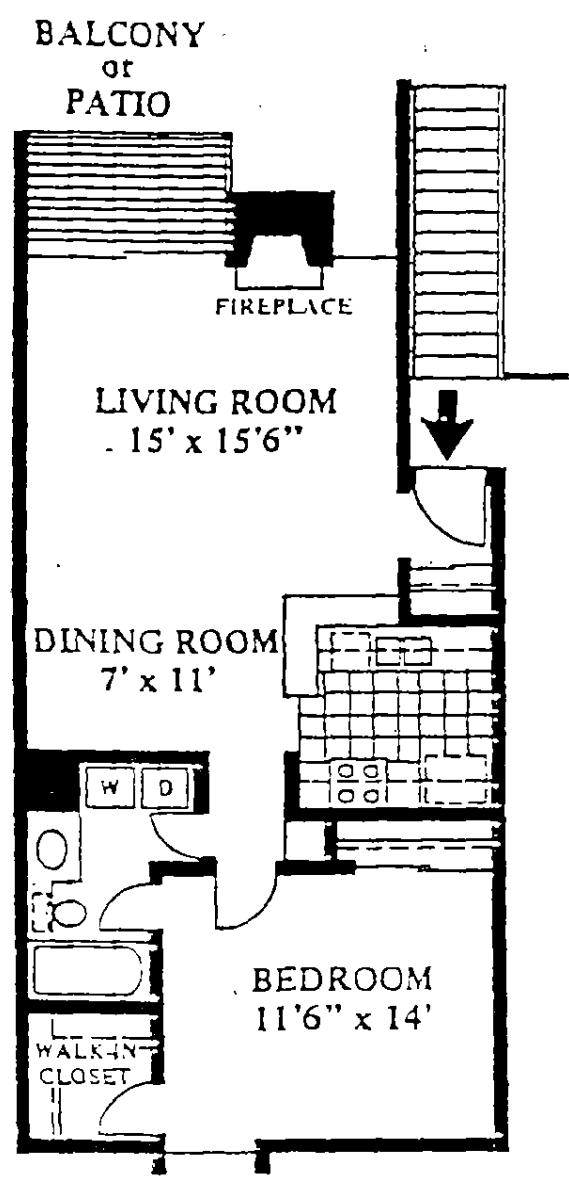 BALCONY
or
PATIO
FIREPLACE
LIVING ROOM
15' x 15'6"
DINING ROOM
7' x 11'
W D
BEDROOM
11'6" x 14'
WALK-IN
CLOSET